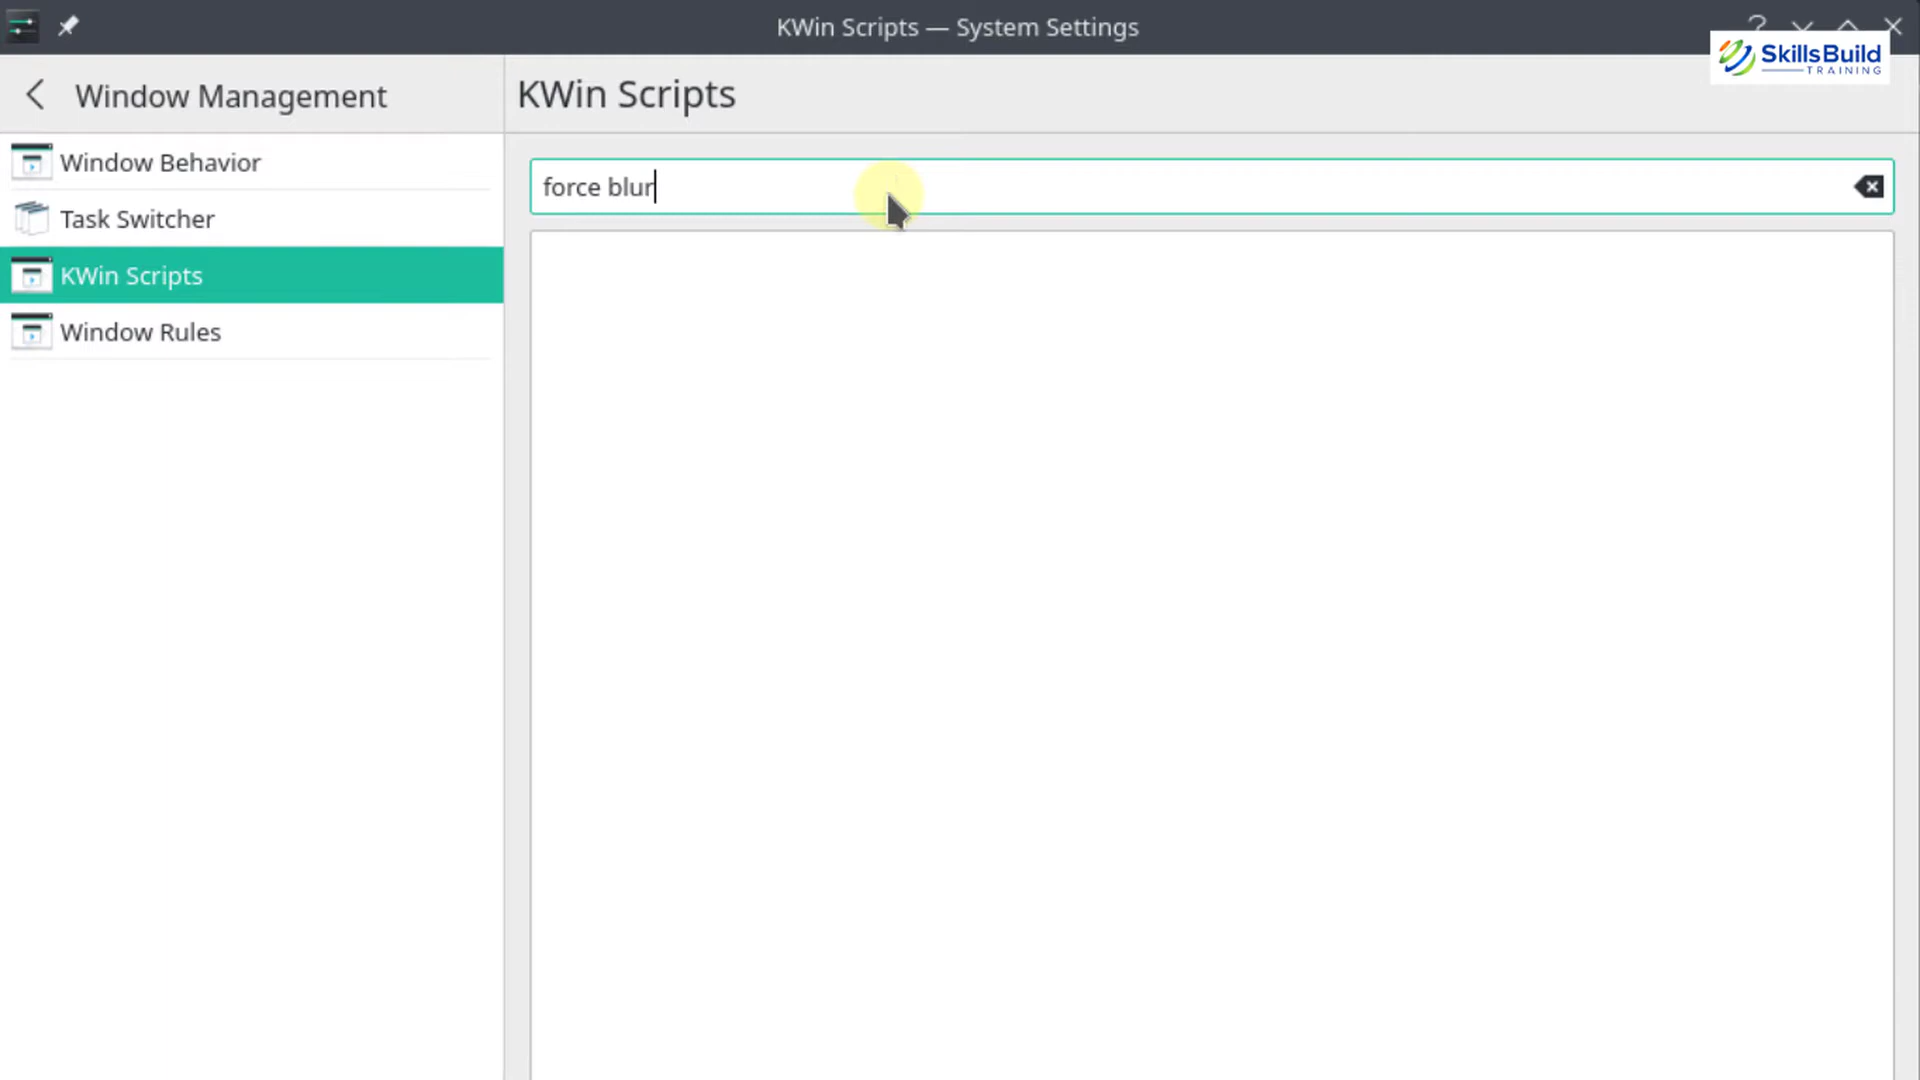 KWin Scripts — System Settings
SkillsBuild
TRAINING
Window Management
KWin Scripts
Window Behavior
force blur
Task Switcher
KWin Scripts
Window Rules